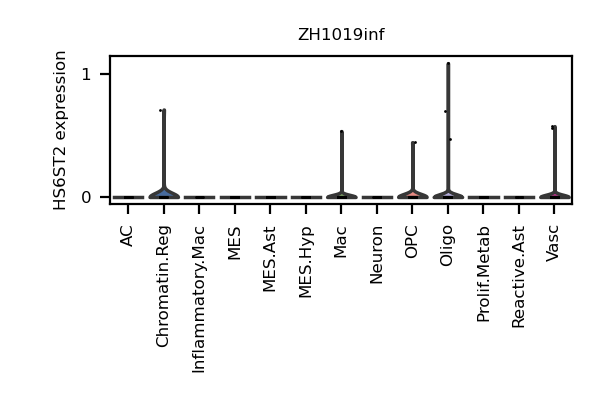 ZH1019inf
HS6ST2 expression
1
0
AC
Chromatin.Reg
Inflammatory.Mac
MES
MES.Ast
MES.Hyp
Mac
Neuron
OPC
Oligo
Prolif.Metab
Reactive.Ast
Vasc